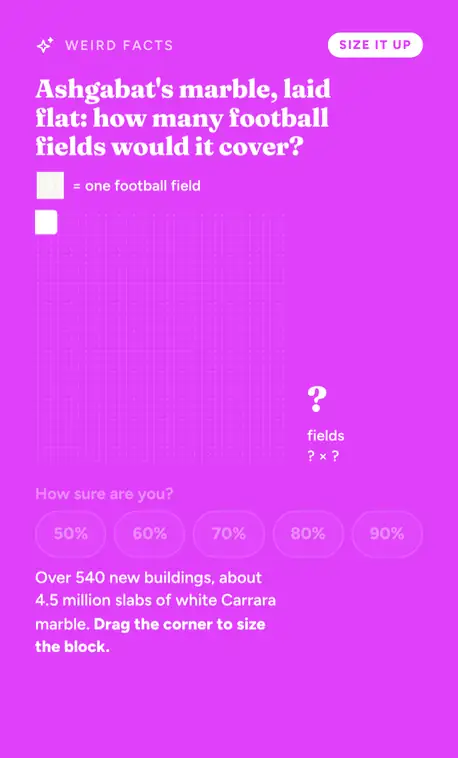 WEIRD FACTS
SIZE IT UP
Ashgabat's marble, laid
flat: how many football
fields would it cover?
= one football field
?
fields
? × ?
How sure are you?
50%
60%
70%
80%
90%
Over 540 new buildings, about
4.5 million slabs of white Carrara
marble. Drag the corner to size
the block.